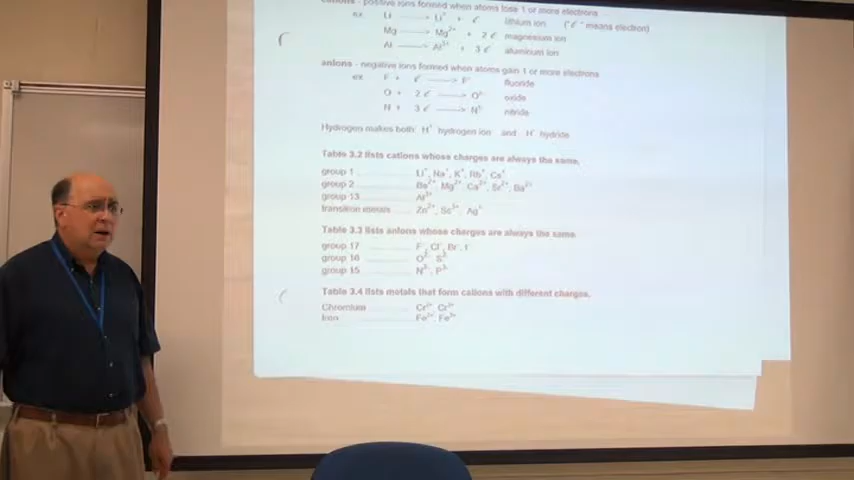 cations - positive ions formed when atoms lose 1 or more electrons
ex Li ----> Li⁺ + e⁻ lithium ion ("e⁻" means electron)
Mg ----> Mg²⁺ + 2 e⁻ magnesium ion
Al ----> Al³⁺ + 3 e⁻ aluminum ion
anions - negative ions formed when atoms gain 1 or more electrons
ex F + e⁻ ----> F⁻ fluoride
O + 2 e⁻ ----> O²⁻ oxide
N + 3 e⁻ ----> N³⁻ nitride
Hydrogen makes both: H⁺ hydrogen ion and H⁻ hydride
Table 3.2 lists cations whose charges are always the same.
group 1 .......... Li⁺, Na⁺, K⁺, Rb⁺, Cs⁺
group 2 .......... Be²⁺, Mg²⁺, Ca²⁺, Sr²⁺, Ba²⁺
group 13 .......... Al³⁺
transition metals .... Zn²⁺, Sc³⁺, Ag⁺
Table 3.3 lists anions whose charges are always the same.
group 17 .......... F⁻, Cl⁻, Br⁻, I⁻
group 16 .......... O²⁻, S²⁻
group 15 .......... N³⁻, P³⁻
Table 3.4 lists metals that form cations with different charges.
Chromium .......... Cr²⁺, Cr³⁺
Iron .......... Fe²⁺, Fe³⁺